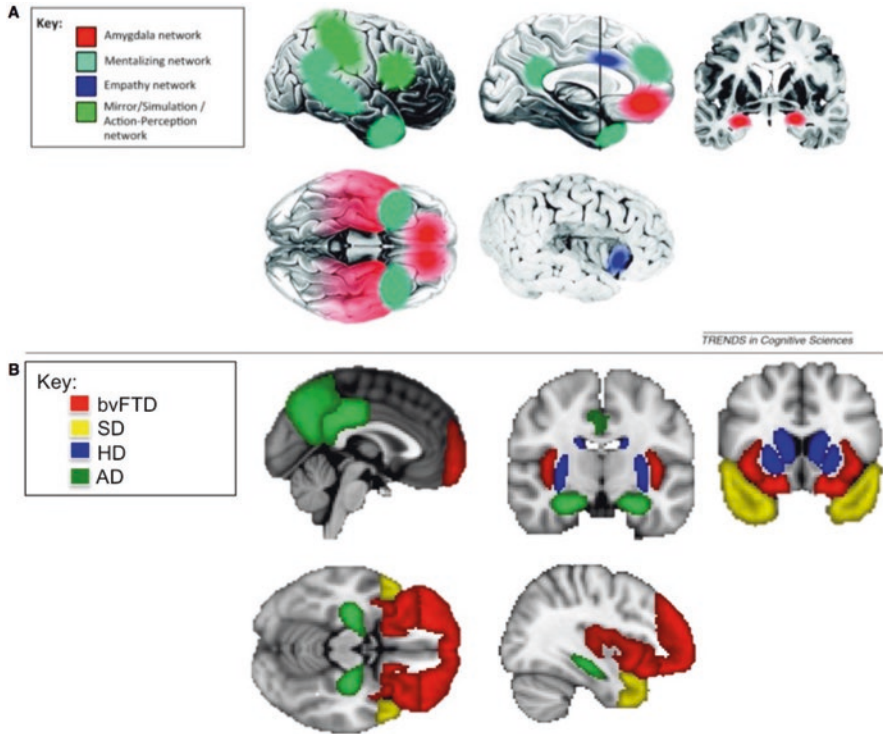 A
Key:
Amygdala network
Mentalizing network
Empathy network
Mirror/Simulation /
Action-Perception
network
TRENDS in Cognitive Sciences
B
Key:
bvFTD
SD
HD
AD